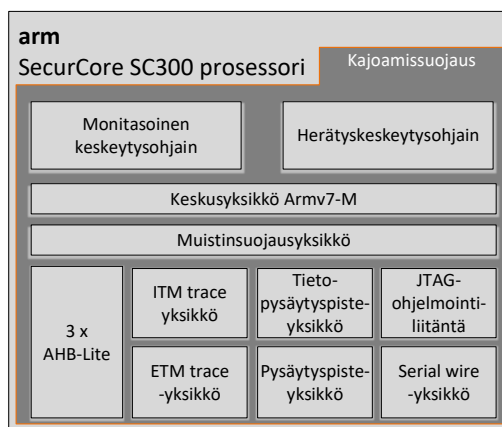 arm
SecurCore SC300 prosessori
Kajoamissuojaus
Monitasoinen
keskeytysohjain
Herätyskeskeytysohjain
Keskusyksikkö Armv7-M
Muistinsuojausyksikkö
3 x
AHB-Lite
ITM trace
yksikkö
Tieto-
pysäytyspiste-
yksikkö
JTAG-
ohjelmointi-
liitäntä
ETM trace
-yksikkö
Pysäytyspiste-
yksikkö
Serial wire
-yksikkö